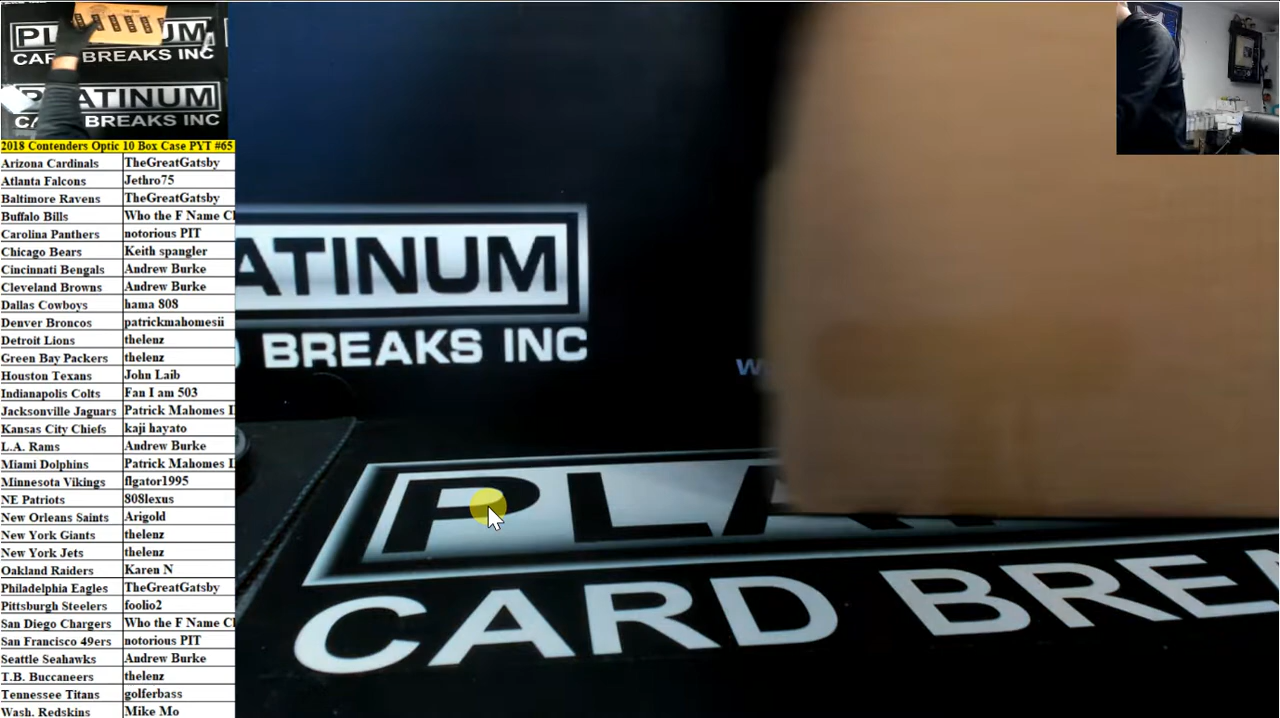 PL UM
CARD BREAKS INC
PLATINUM
CA BREAKS INC
2018 Contenders Optic 10 Box Case PYT #65
Arizona Cardinals TheGreatGatsby
Atlanta Falcons Jethro75
Baltimore Ravens TheGreatGatsby
Buffalo Bills Who the F Name Cl
Carolina Panthers notorious PIT
Chicago Bears Keith spangler
Cincinnati Bengals Andrew Burke
Cleveland Browns Andrew Burke
Dallas Cowboys hama 808
Denver Broncos patrickmahomesii
Detroit Lions thelenz
Green Bay Packers thelenz
Houston Texans John Laib
Indianapolis Colts Fan I am 503
Jacksonville Jaguars Patrick Mahomes I
Kansas City Chiefs kaji hayato
L.A. Rams Andrew Burke
Miami Dolphins Patrick Mahomes I
Minnesota Vikings flgator1995
NE Patriots 808lexus
New Orleans Saints Arigold
New York Giants thelenz
New York Jets thelenz
Oakland Raiders Karen N
Philadelphia Eagles TheGreatGatsby
Pittsburgh Steelers foolio2
San Diego Chargers Who the F Name Cl
San Francisco 49ers notorious PIT
Seattle Seahawks Andrew Burke
T.B. Buccaneers thelenz
Tennessee Titans golferbass
Wash. Redskins Mike Mo
ATINUM
BREAKS INC
W
PLA
CARD BREA